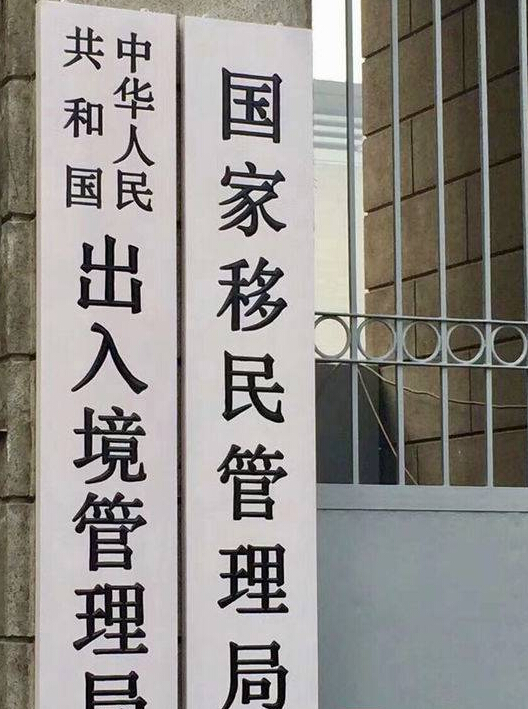 国家移民管理局
中华人民
共和国
出入境管理局